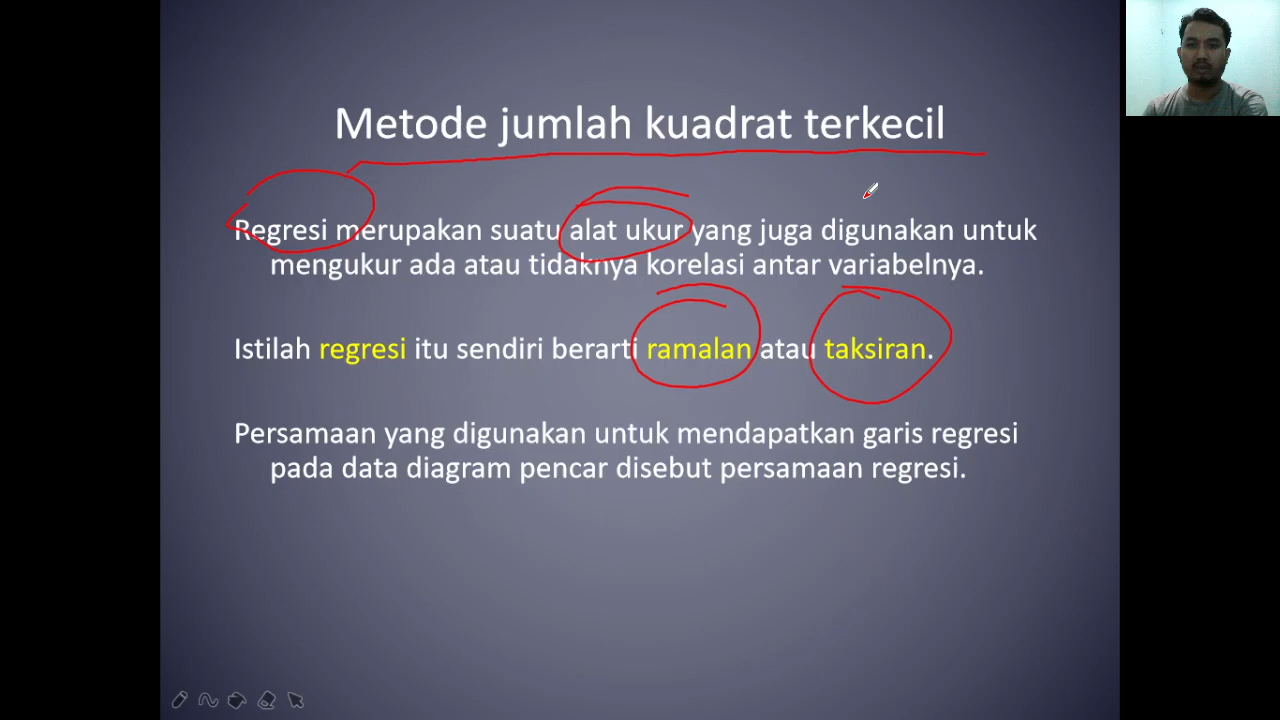 Metode jumlah kuadrat terkecil
Regresi merupakan suatu alat ukur yang juga digunakan untuk
mengukur ada atau tidaknya korelasi antar variabelnya.
Istilah regresi itu sendiri berarti ramalan atau taksiran.
Persamaan yang digunakan untuk mendapatkan garis regresi
pada data diagram pencar disebut persamaan regresi.